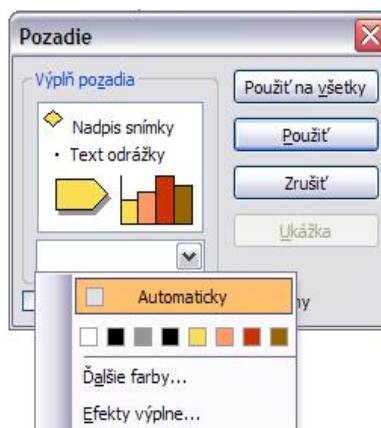 Pozadie
Výplň pozadia
Nadpis snímky
• Text odrážky
Použiť na všetky
Použiť
Zrušiť
Ukážka
Automaticky
ny
Ďalšie farby...
Efekty výplne...